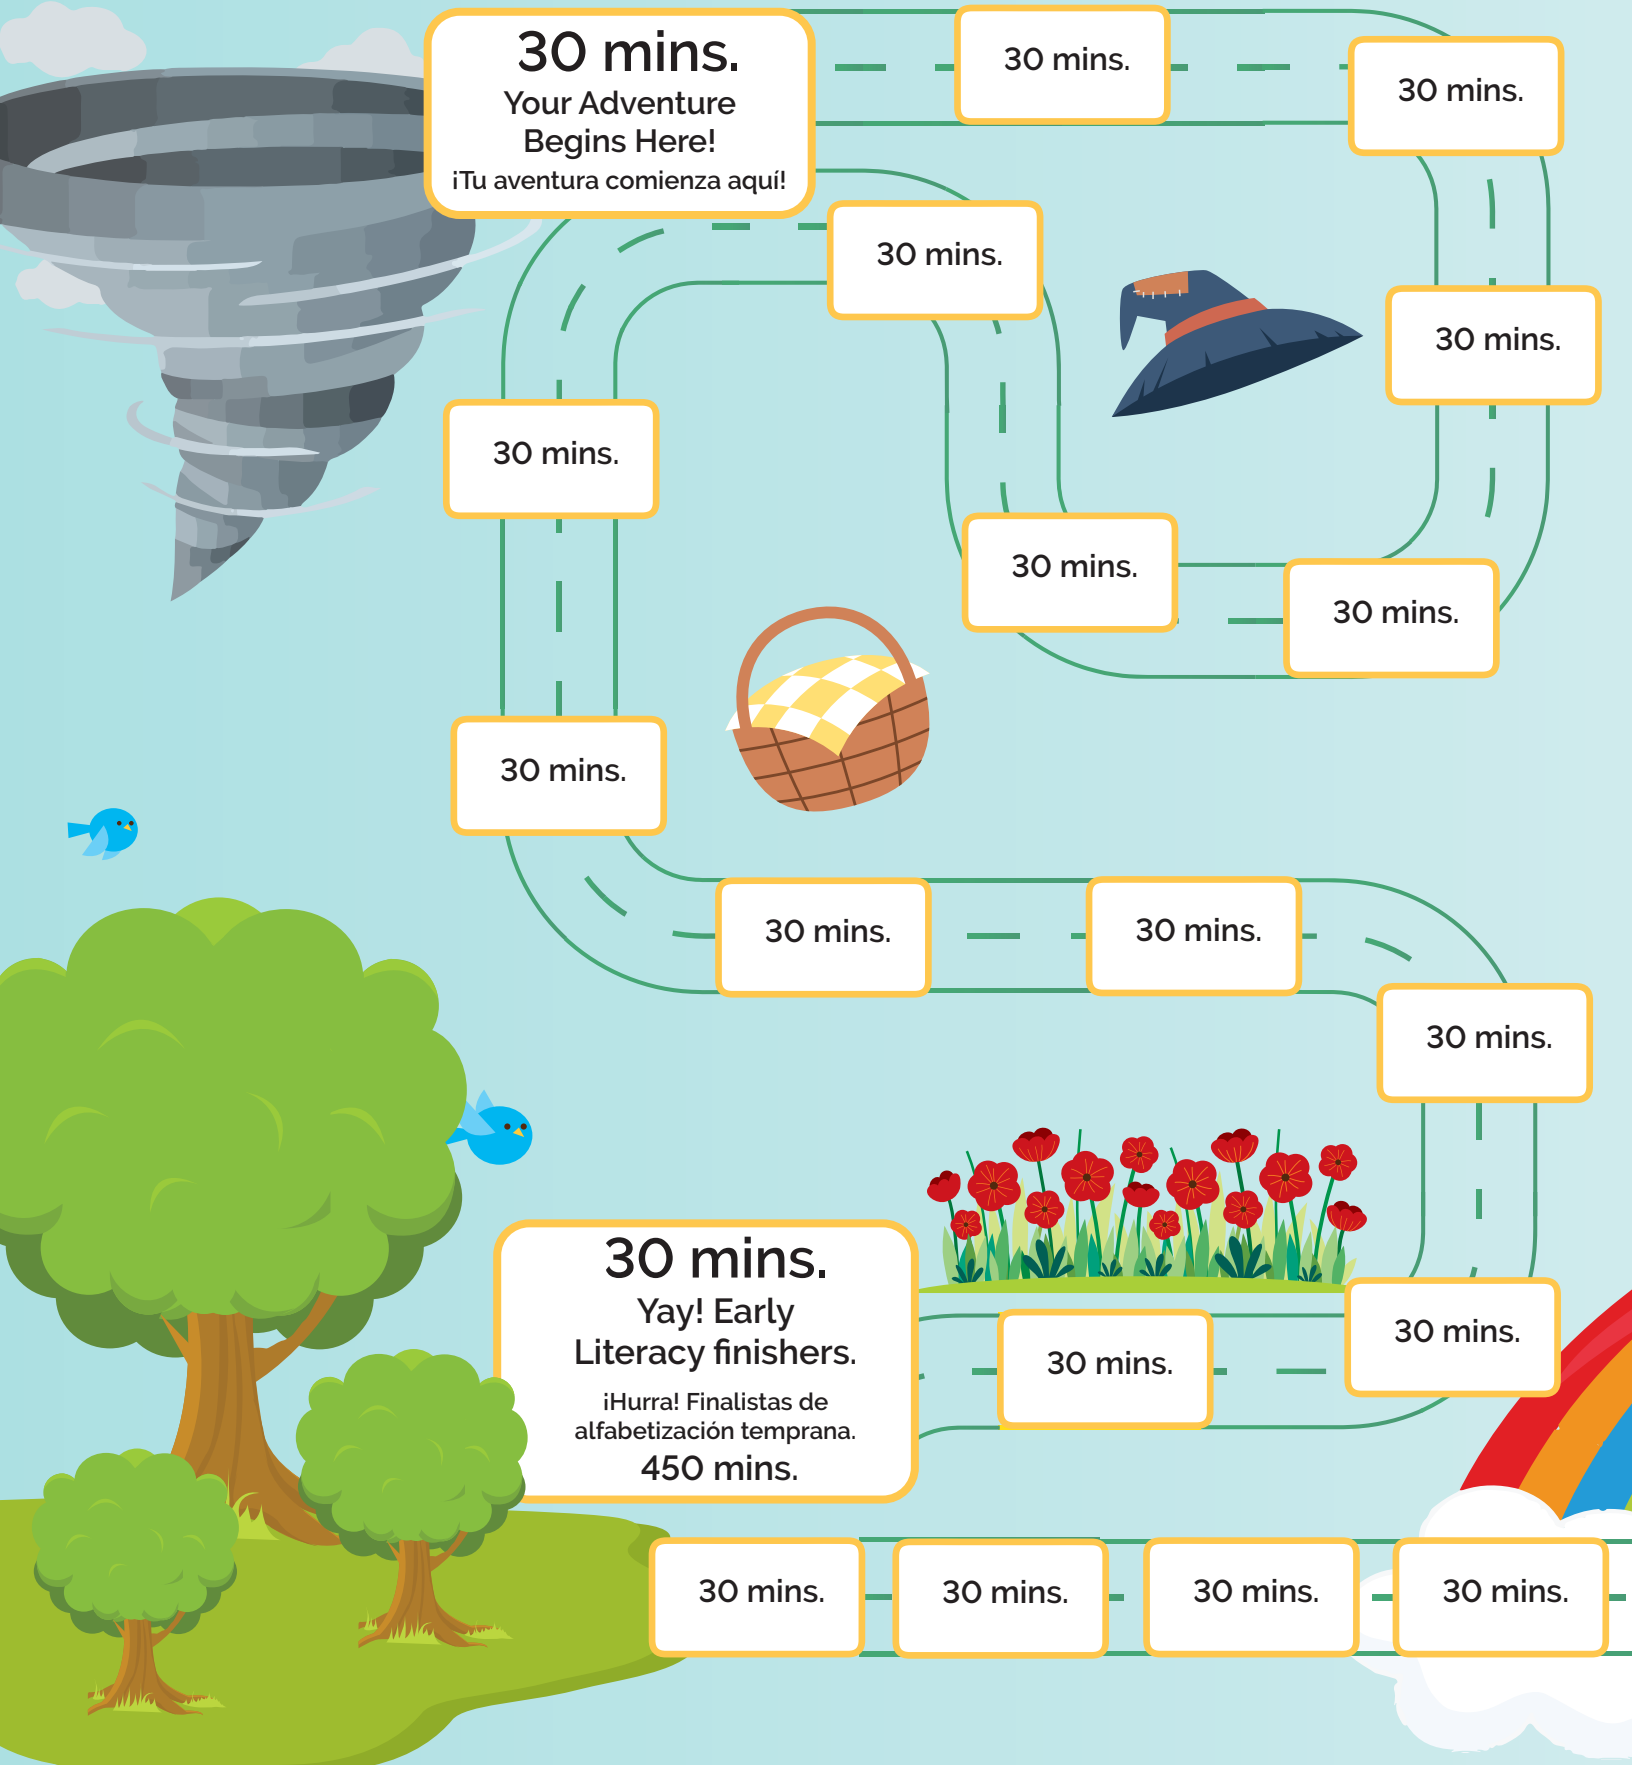 30 mins.
Your Adventure
Begins Here!
¡Tu aventura comienza aquí!
30 mins.
30 mins.
30 mins.
30 mins.
30 mins.
30 mins.
30 mins.
30 mins.
30 mins.
30 mins.
30 mins.
30 mins.
30 mins.
30 mins.
Yay! Early
Literacy finishers.
¡Hurra! Finalistas de
alfabetización temprana.
450 mins.
30 mins.
30 mins.
30 mins.
30 mins.